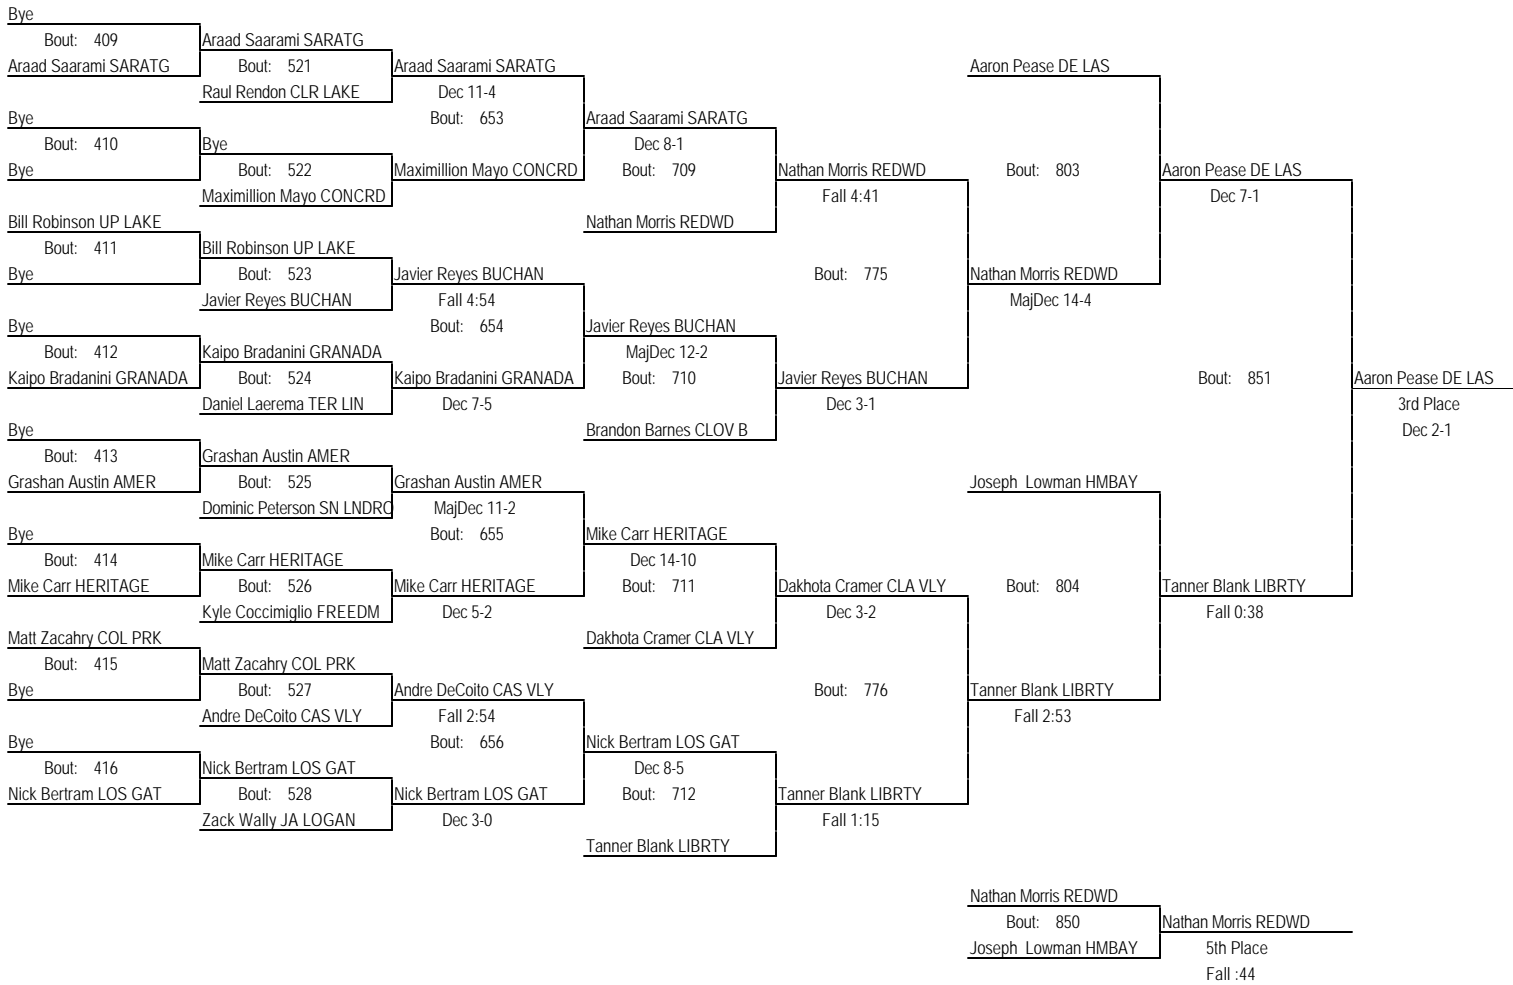 Bye
Bout: 409 Araad Saarami SARATG
Araad Saarami SARATG Bout: 521 Araad Saarami SARATG Aaron Pease DE LAS
Raul Rendon CLR LAKE Dec 11-4
Bye Bout: 653 Araad Saarami SARATG
Bout: 410 Bye Dec 8-1
Bye Bout: 522 Maximillion Mayo CONCRD Bout: 709 Nathan Morris REDWD Bout: 803 Aaron Pease DE LAS
Maximillion Mayo CONCRD Fall 4:41 Dec 7-1
Bill Robinson UP LAKE Nathan Morris REDWD
Bout: 411 Bill Robinson UP LAKE
Bye Bout: 523 Javier Reyes BUCHAN Bout: 775 Nathan Morris REDWD
Javier Reyes BUCHAN Fall 4:54 MajDec 14-4
Bye Bout: 654 Javier Reyes BUCHAN
Bout: 412 Kaipo Bradanini GRANADA MajDec 12-2
Kaipo Bradanini GRANADA Bout: 524 Kaipo Bradanini GRANADA Bout: 710 Javier Reyes BUCHAN Bout: 851 Aaron Pease DE LAS
Daniel Laerema TER LIN Dec 7-5 Dec 3-1 3rd Place
Bye Brandon Barnes CLOV B Dec 2-1
Bout: 413 Grashan Austin AMER
Grashan Austin AMER Bout: 525 Grashan Austin AMER Joseph Lowman HMBAY
Dominic Peterson SN LNDRO MajDec 11-2
Bye Bout: 655 Mike Carr HERITAGE
Bout: 414 Mike Carr HERITAGE Dec 14-10
Mike Carr HERITAGE Bout: 526 Mike Carr HERITAGE Bout: 711 Dakhota Cramer CLA VLY Bout: 804 Tanner Blank LIBRTY
Kyle Coccimiglio FREEDM Dec 5-2 Dec 3-2 Fall 0:38
Matt Zacahry COL PRK Dakhota Cramer CLA VLY
Bout: 415 Matt Zacahry COL PRK
Bye Bout: 527 Andre DeCoito CAS VLY Bout: 776 Tanner Blank LIBRTY
Andre DeCoito CAS VLY Fall 2:54 Fall 2:53
Bye Bout: 656 Nick Bertram LOS GAT
Bout: 416 Nick Bertram LOS GAT Dec 8-5
Nick Bertram LOS GAT Bout: 528 Nick Bertram LOS GAT Bout: 712 Tanner Blank LIBRTY
Zack Wally JA LOGAN Dec 3-0 Fall 1:15
Tanner Blank LIBRTY
Nathan Morris REDWD
Bout: 850 Nathan Morris REDWD
Joseph Lowman HMBAY 5th Place
Fall :44